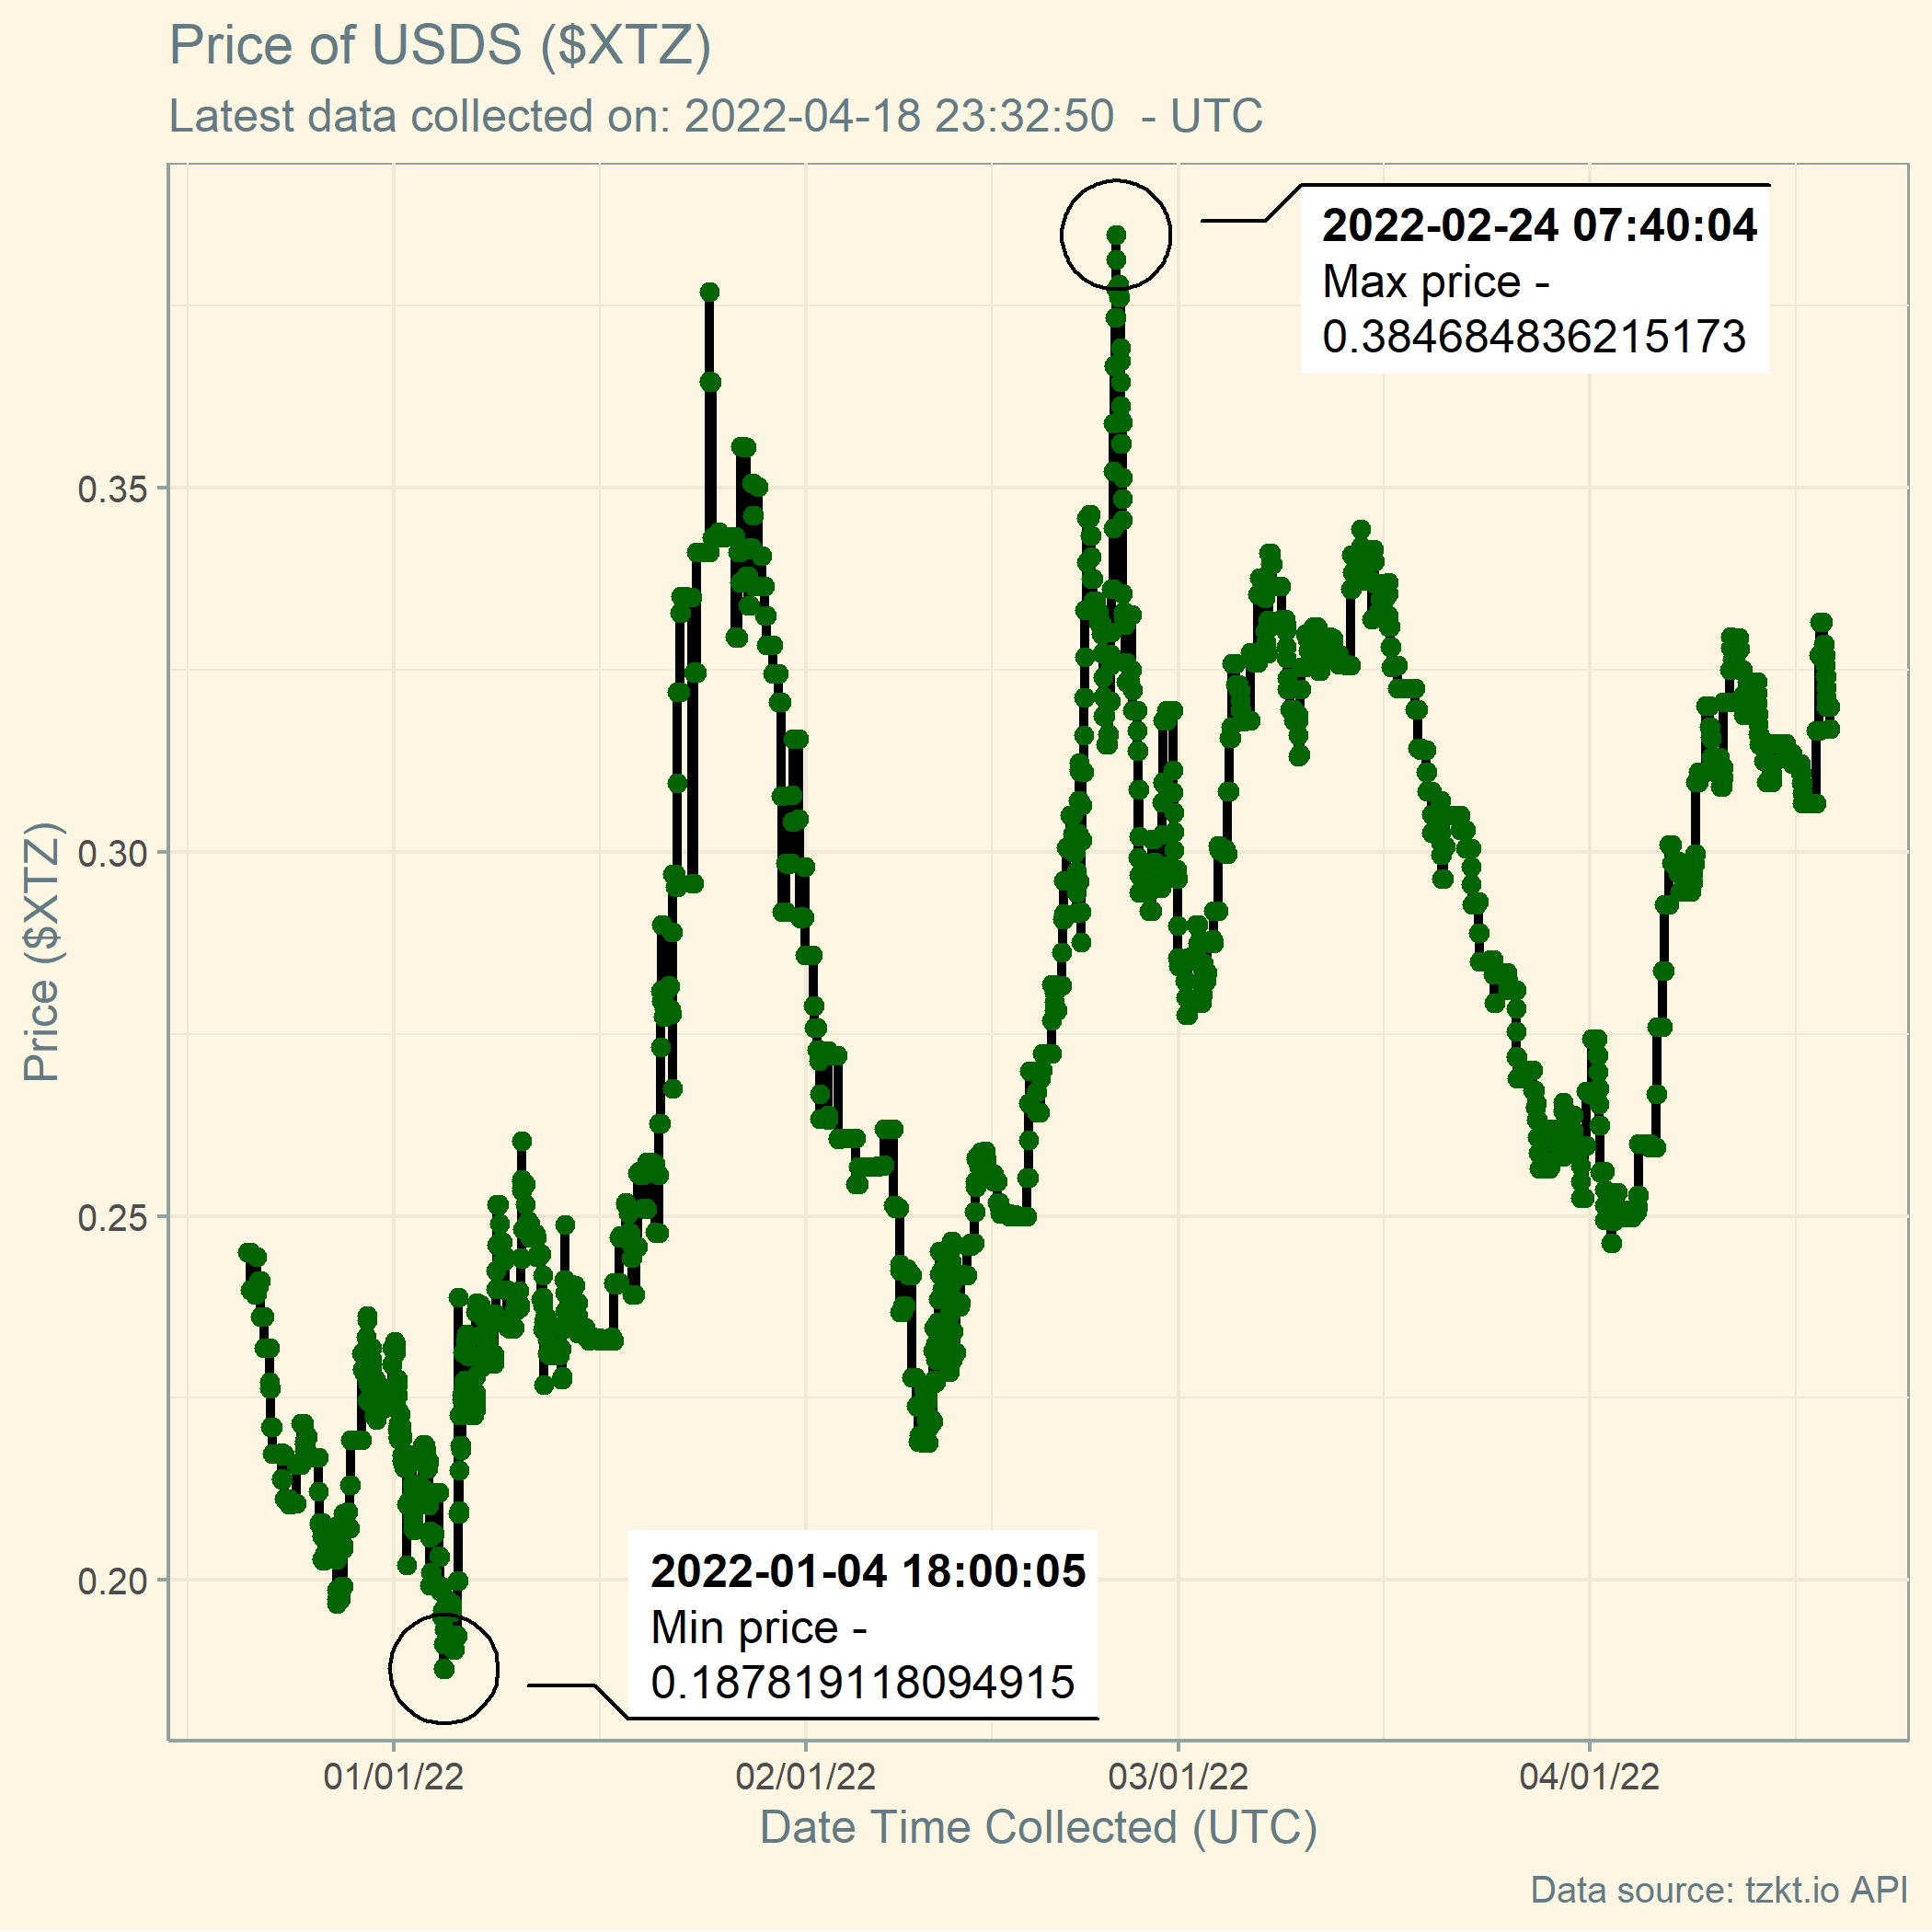 Price of USDS ($XTZ)
Latest data collected on: 2022-04-18 23:32:50  - UTC
2022-02-24 07:40:04
Max price -
0.384684836215173
0.35
0.30
0.25
0.20
Price ($XTZ)
2022-01-04 18:00:05
Min price -
0.187819118094915
01/01/22
02/01/22
03/01/22
04/01/22
Date Time Collected (UTC)
Data source: tzkt.io API